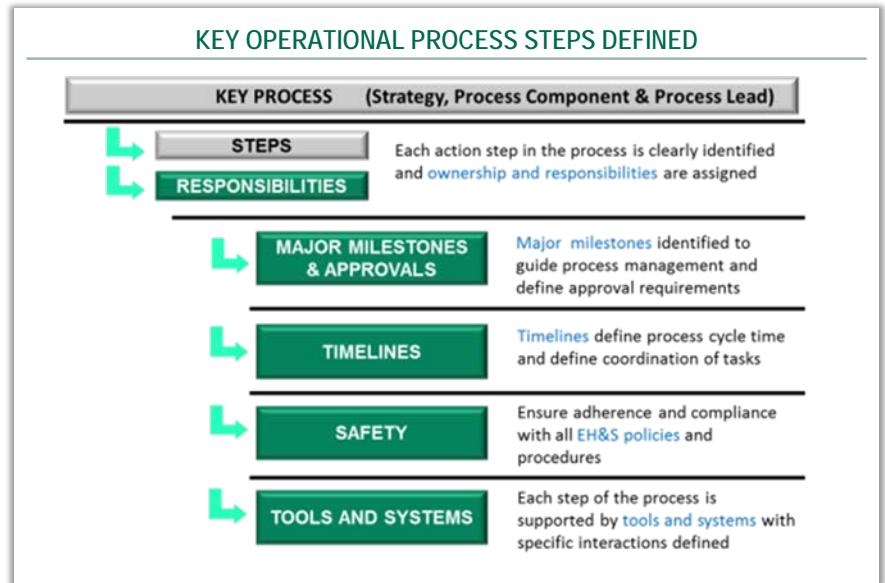 KEY OPERATIONAL PROCESS STEPS DEFINED
KEY PROCESS (Strategy, Process Component & Process Lead)
STEPS
RESPONSIBILITIES
Each action step in the process is clearly identified
and ownership and responsibilities are assigned
MAJOR MILESTONES
& APPROVALS
Major milestones identified to
guide process management and
define approval requirements
TIMELINES
Timelines define process cycle time
and define coordination of tasks
SAFETY
Ensure adherence and compliance
with all EH&S policies and
procedures
TOOLS AND SYSTEMS
Each step of the process is
supported by tools and systems with
specific interactions defined